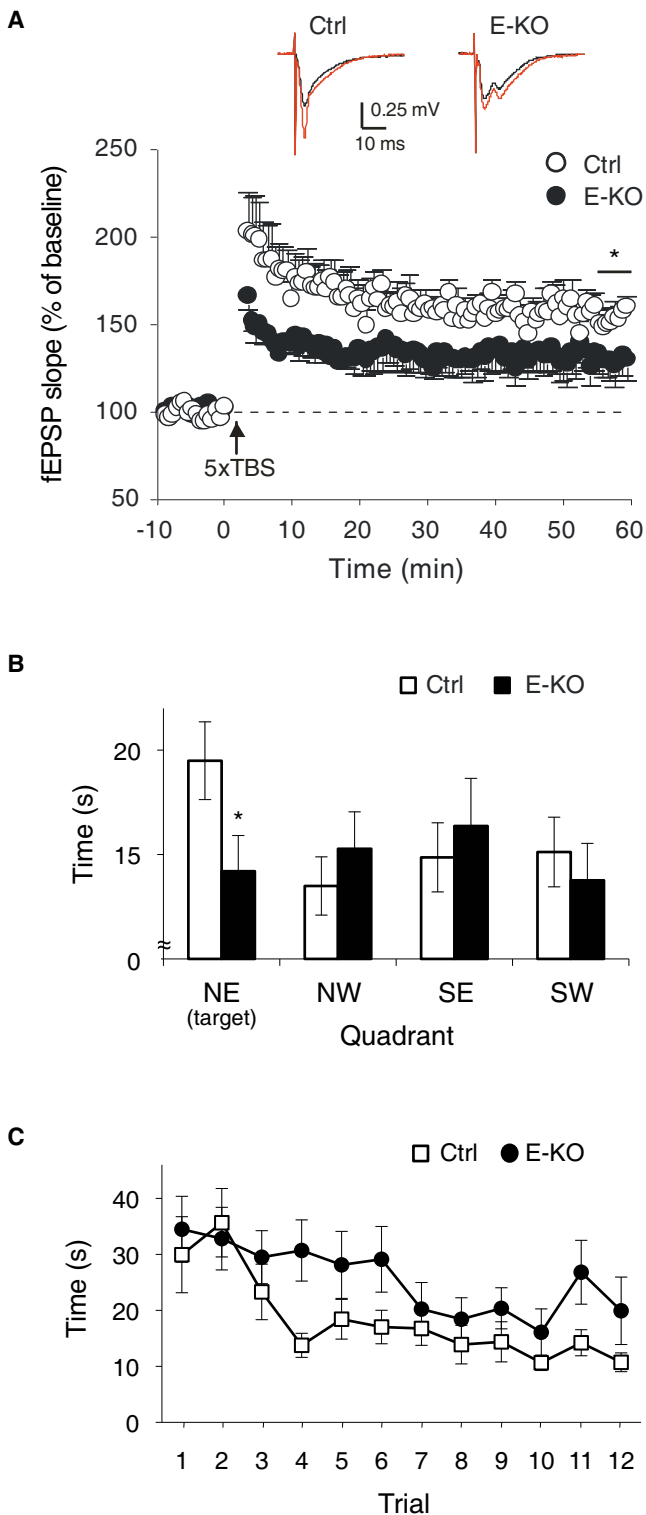 A
Ctrl
E-KO
0.25 mV
10 ms
Ctrl
E-KO
*
fEPSP slope (% of baseline)
250
200
150
100
50
5xTBS
-10 0 10 20 30 40 50 60
Time (min)
B
Ctrl E-KO
Time (s)
20
15
0
≈
*
NE NW SE SW
(target)
Quadrant
C
Ctrl E-KO
Time (s)
40
30
20
10
0
1 2 3 4 5 6 7 8 9 10 11 12
Trial